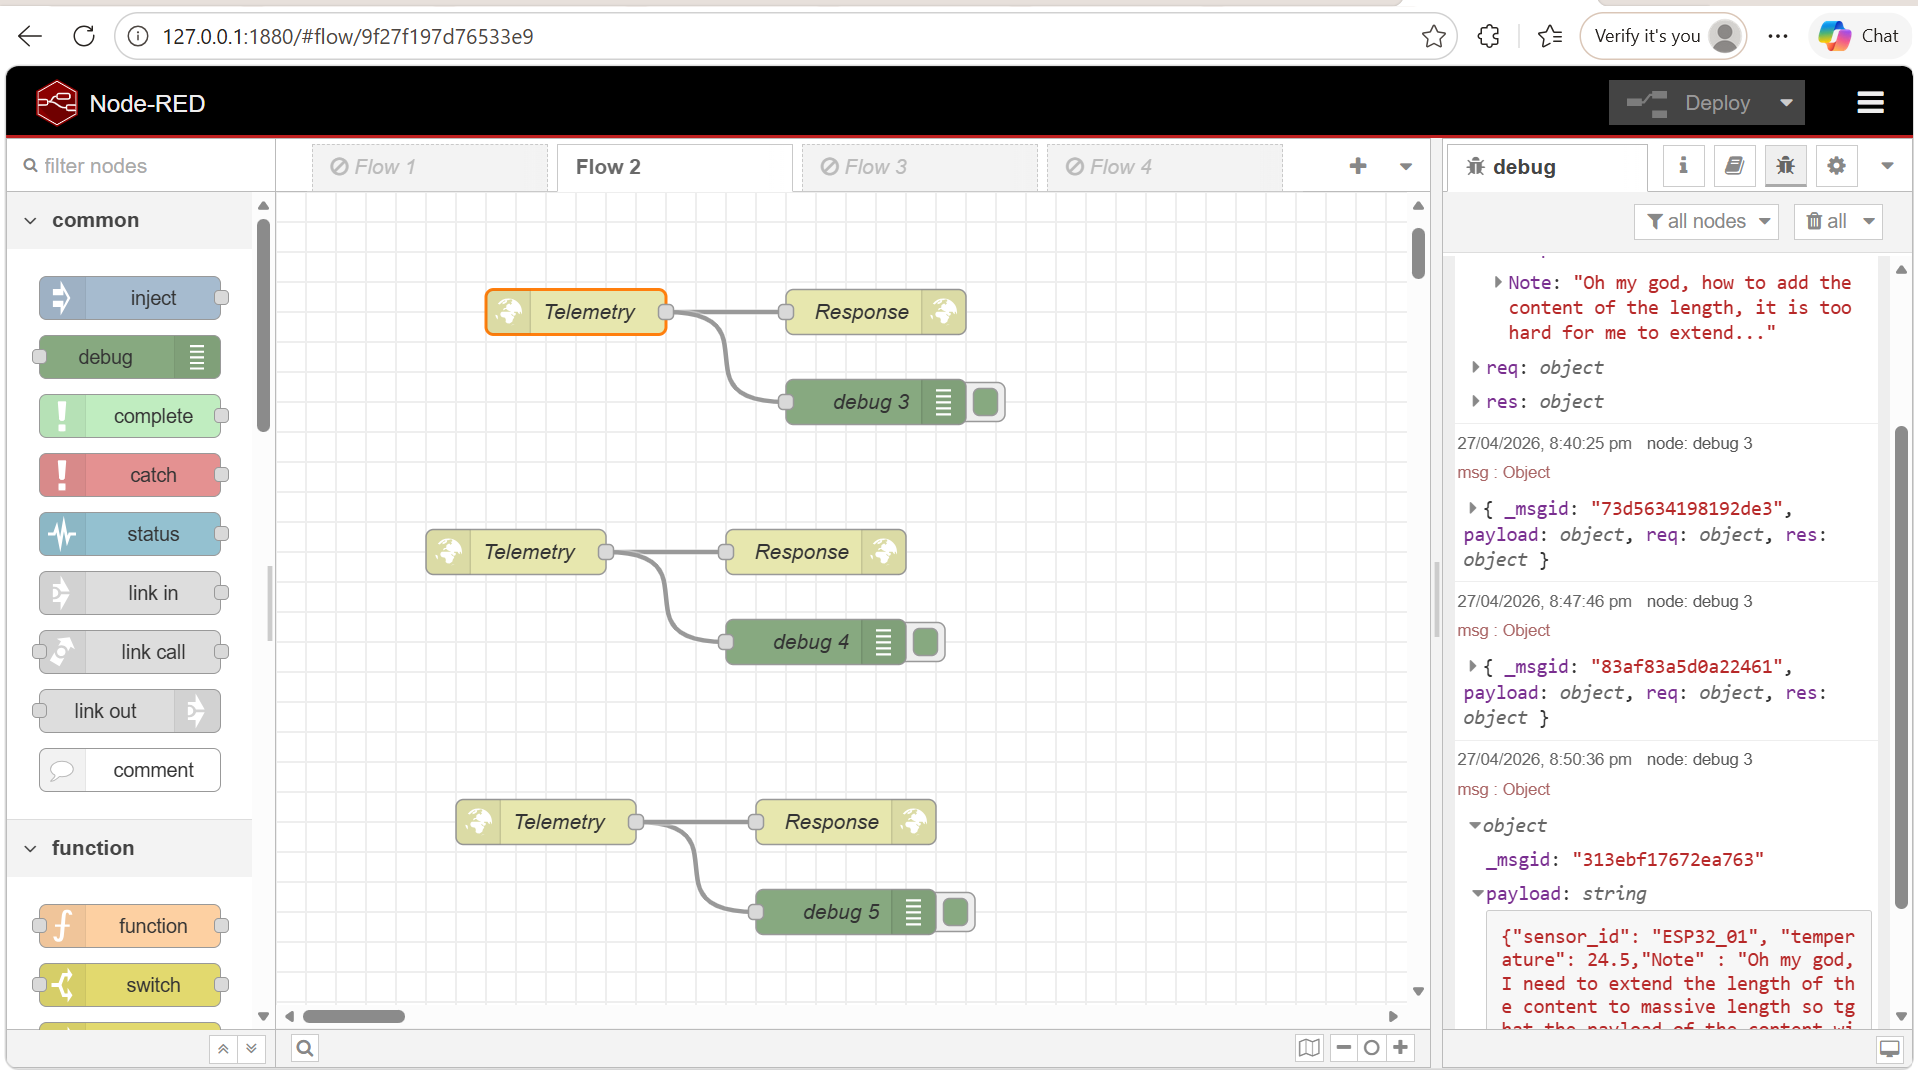 127.0.0.1:1880/#flow/9f27f197d76533e9
Verify it's you
Chat
Node-RED
Deploy
filter nodes
Flow 1
Flow 2
Flow 3
Flow 4
debug
all nodes
all
common
inject
debug
complete
catch
status
link in
link call
link out
comment
function
function
switch
Telemetry
Response
debug 3
Telemetry
Response
debug 4
Telemetry
Response
debug 5
Note: "Oh my god, how to add the
content of the length, it is too
hard for me to extend..."
req: object
res: object
27/04/2026, 8:40:25 pm node: debug 3
msg : Object
{ _msgid: "73d5634198192de3",
payload: object, req: object, res:
object }
27/04/2026, 8:47:46 pm node: debug 3
msg : Object
{ _msgid: "83af83a5d0a22461",
payload: object, req: object, res:
object }
27/04/2026, 8:50:36 pm node: debug 3
msg : Object
object
_msgid: "313ebf17672ea763"
payload: string
{"sensor_id": "ESP32_01", "temper
ature": 24.5,"Note" : "Oh my god,
I need to extend the length of th
e content to massive length so tg
hat the payload of the content wi